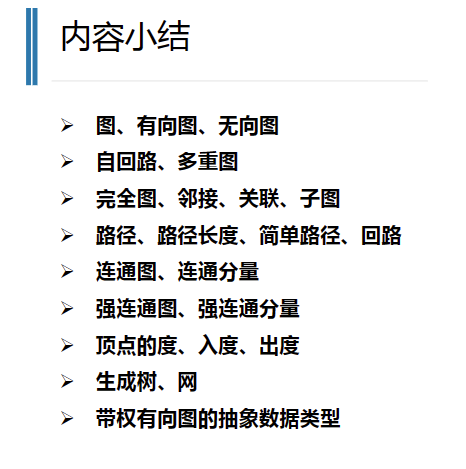 内容小结
➢ 图、有向图、无向图
➢ 自回路、多重图
➢ 完全图、邻接、关联、子图
➢ 路径、路径长度、简单路径、回路
➢ 连通图、连通分量
➢ 强连通图、强连通分量
➢ 顶点的度、入度、出度
➢ 生成树、网
➢ 带权有向图的抽象数据类型